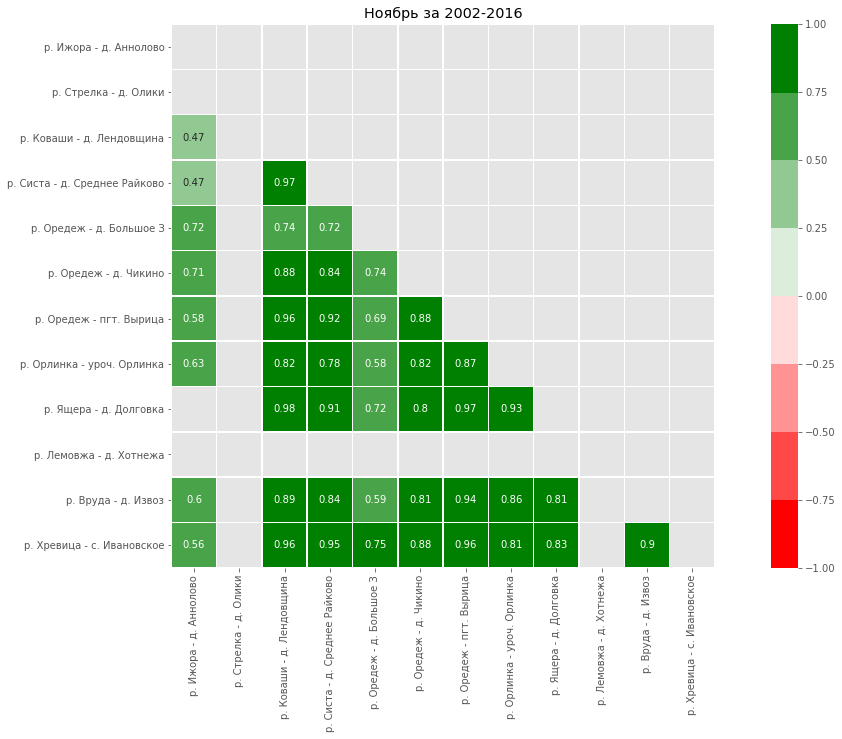 Ноябрь за 2002-2016
р. Ижора - д. Аннолово
р. Стрелка - д. Олики
р. Коваши - д. Лендовщина
0.47
р. Систа - д. Среднее Райково
0.47 0.97
р. Оредеж - д. Большое З
0.72 0.74 0.72
р. Оредеж - д. Чикино
0.71 0.88 0.84 0.74
р. Оредеж - пгт. Вырица
0.58 0.96 0.92 0.69 0.88
р. Орлинка - уроч. Орлинка
0.63 0.82 0.78 0.58 0.82 0.87
р. Ящера - д. Долговка
0.98 0.91 0.72 0.8 0.97 0.93
р. Лемовжа - д. Хотнежа
р. Вруда - д. Извоз
0.6 0.89 0.84 0.59 0.81 0.94 0.86 0.81
р. Хревица - с. Ивановское
0.56 0.96 0.95 0.75 0.88 0.96 0.81 0.83 0.9
р. Ижора - д. Аннолово
р. Стрелка - д. Олики
р. Коваши - д. Лендовщина
р. Систа - д. Среднее Райково
р. Оредеж - д. Большое З
р. Оредеж - д. Чикино
р. Оредеж - пгт. Вырица
р. Орлинка - уроч. Орлинка
р. Ящера - д. Долговка
р. Лемовжа - д. Хотнежа
р. Вруда - д. Извоз
р. Хревица - с. Ивановское
1.00
0.75
0.50
0.25
0.00
−0.25
−0.50
−0.75
−1.00